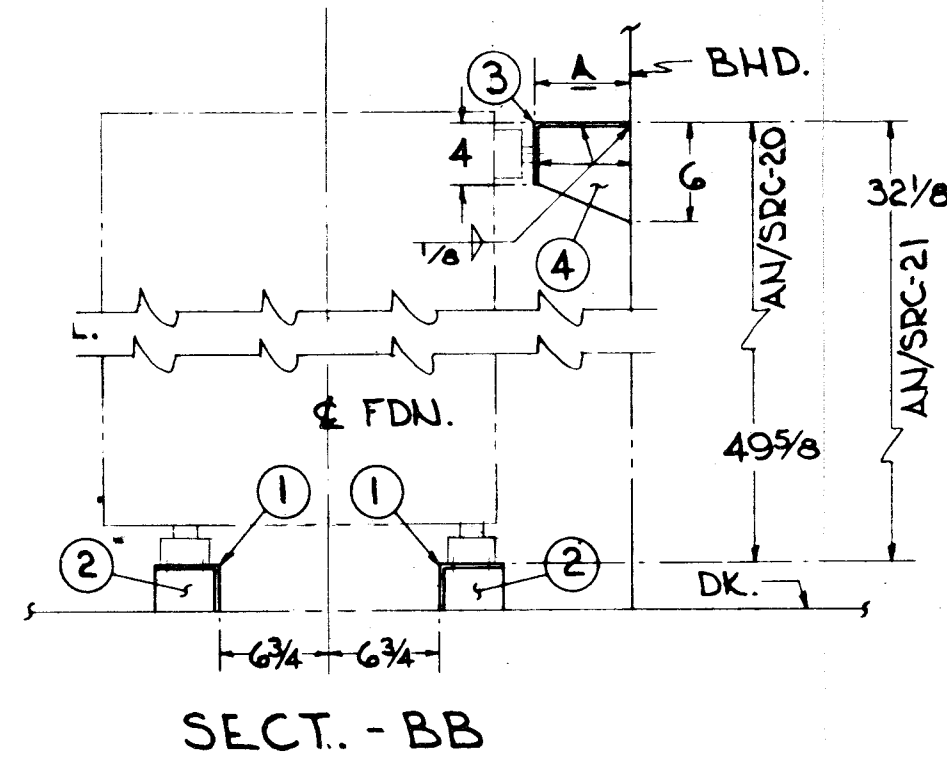 BHD.
A
3
4
6
AN/SRC-20
32 1/8
1/8
4
AN/SRC-21
L.
℄ FDN.
49 5/8
1
1
2
2
DK.
6 3/4
6 3/4
SECT.. - BB